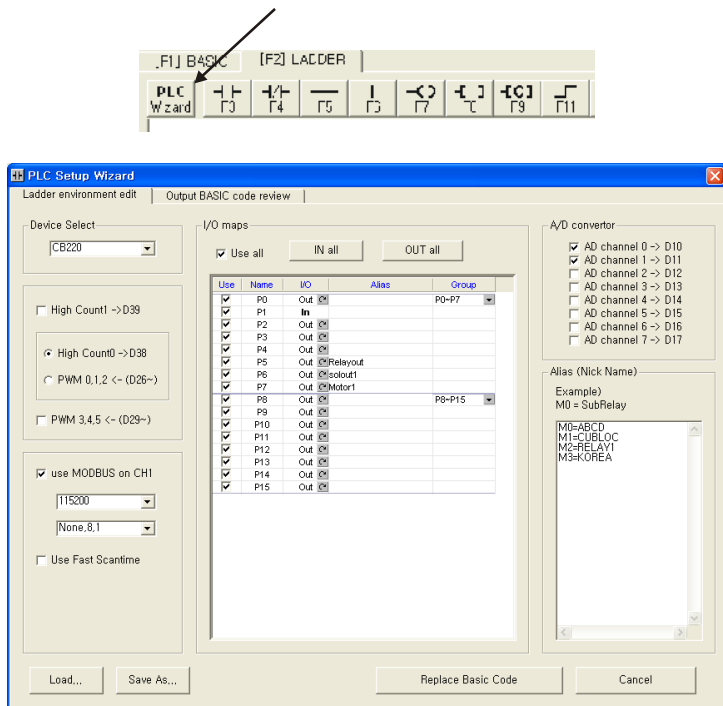 [F1] BASIC [F2] LADDER
PLC Wizard F3 F4 F5 F6 F7 F9 F11
PLC Setup Wizard
Ladder environment edit Output BASIC code review
Device Select
CB220
High Count1 ->D39
High Count0 ->D38
PWM 0,1,2 <- (D26~)
PWM 3,4,5 <- (D29~)
use MODBUS on CH1
115200
None,8,1
Use Fast Scantime
I/O maps
Use all IN all OUT all
Use Name I/O Alias Group
P0 Out P0~P7
P1 In
P2 Out
P3 Out
P4 Out
P5 Out Relayout
P6 Out solout1
P7 Out Motor1
P8 Out P8~P15
P9 Out
P10 Out
P11 Out
P12 Out
P13 Out
P14 Out
P15 Out
A/D convertor
AD channel 0 -> D10
AD channel 1 -> D11
AD channel 2 -> D12
AD channel 3 -> D13
AD channel 4 -> D14
AD channel 5 -> D15
AD channel 6 -> D16
AD channel 7 -> D17
Alias (Nick Name)
Example)
M0 = SubRelay
M0=ABCD
M1=CUBLOC
M2=RELAY1
M3=KOREA
Load... Save As... Replace Basic Code Cancel